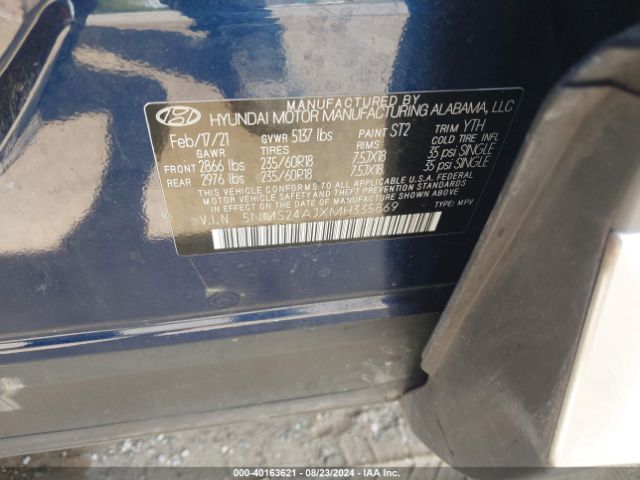 MANUFACTURED BY
HYUNDAI MOTOR MANUFACTURING ALABAMA, LLC
Feb/17/21 GVWR 5137 lbs PAINT ST2 TRIM YTH
GAWR TIRES RIMS COLD TIRE INFL
FRONT 2866 lbs 235/60R18 7.5JX18 35 psi SINGLE
REAR 2976 lbs 235/60R18 7.5JX18 35 psi SINGLE
THIS VEHICLE CONFORMS TO ALL APPLICABLE U.S.A. FEDERAL
MOTOR VEHICLE SAFETY BUMPER, AND THEFT PREVENTION STANDARDS
IN EFFECT ON THE DATE OF MANUFACTURE SHOWN ABOVE.
V.I.N 5NMS24AJXMH335869 TYPE: MPV
000-40163621 - 08/23/2024 - IAA Inc.